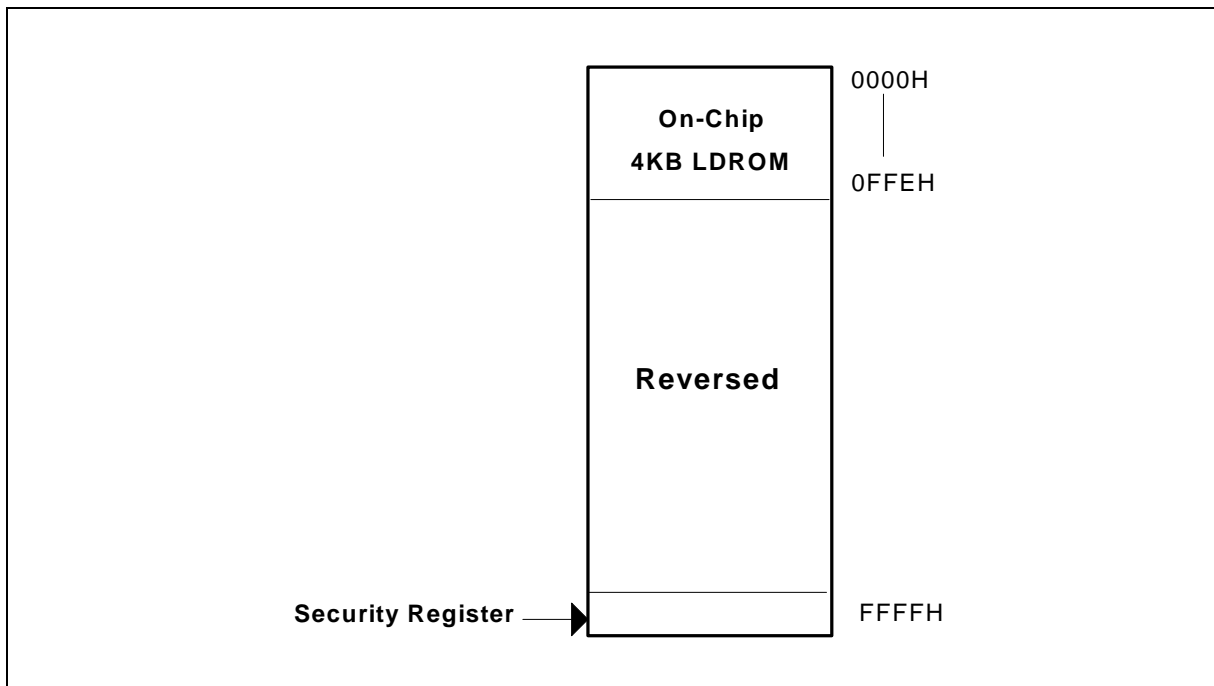 0000H
On-Chip
4KB LDROM
0FFEH
Reversed
Security Register
FFFFH